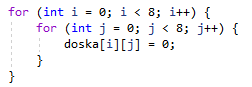 for (int i = 0; i < 8; i++) {
    for (int j = 0; j < 8; j++) {
        doska[i][j] = 0;
    }
}